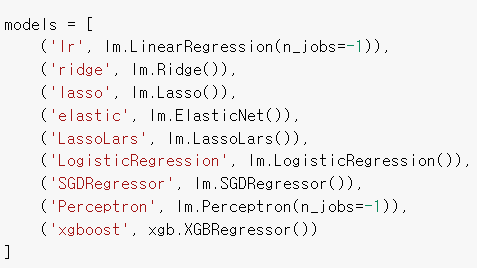 models = [
    ('lr', lm.LinearRegression(n_jobs=-1)),
    ('ridge', lm.Ridge()),
    ('lasso', lm.Lasso()),
    ('elastic', lm.ElasticNet()),
    ('LassoLars', lm.LassoLars()),
    ('LogisticRegression', lm.LogisticRegression()),
    ('SGDRegressor', lm.SGDRegressor()),
    ('Perceptron', lm.Perceptron(n_jobs=-1)),
    ('xgboost', xgb.XGBRegressor())
]